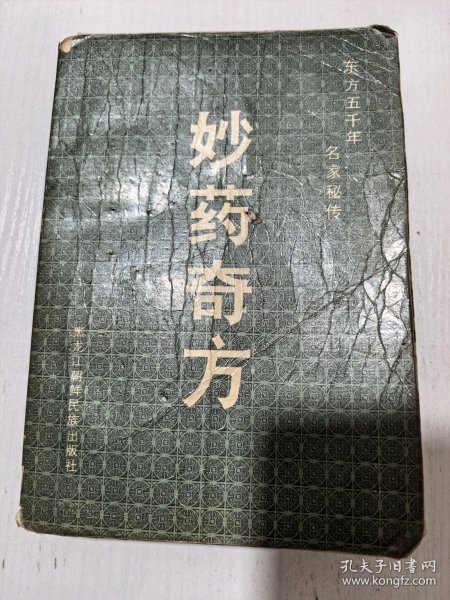 东方五千年
名家秘传
妙药奇方
黑龙江朝鲜民族出版社
孔夫子旧书网
www.kongfz.com